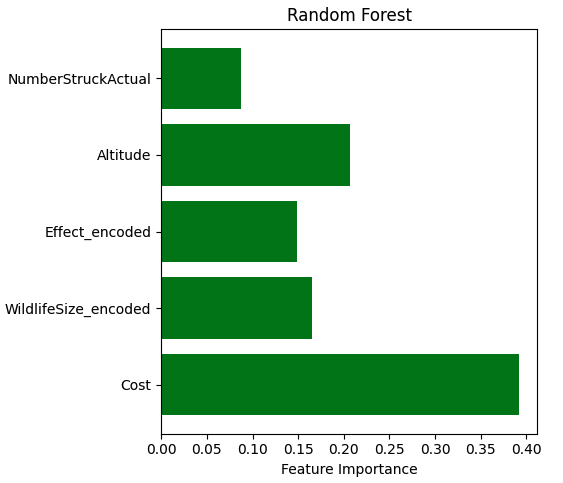 Random Forest
NumberStruckActual
Altitude
Effect_encoded
WildlifeSize_encoded
Cost
0.00 0.05 0.10 0.15 0.20 0.25 0.30 0.35 0.40
Feature Importance